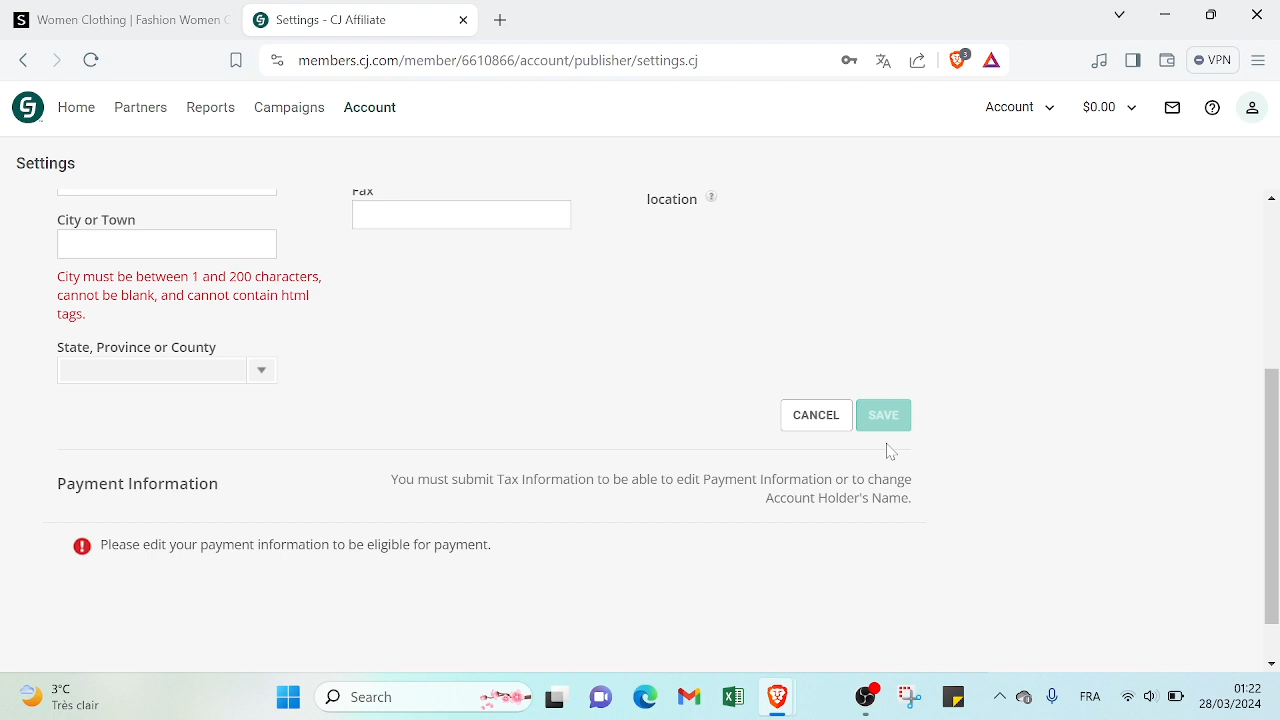 Women Clothing | Fashion Women C
Settings - CJ Affiliate
members.cj.com/member/6610866/account/publisher/settings.cj
3
VPN
Home
Partners
Reports
Campaigns
Account
Account
$0.00
Settings
Fax
location
?
City or Town
City must be between 1 and 200 characters,
cannot be blank, and cannot contain html
tags.
State, Province or County
CANCEL
SAVE
Payment Information
You must submit Tax Information to be able to edit Payment Information or to change
Account Holder's Name.
Please edit your payment information to be eligible for payment.
3°C
Très clair
Search
FRA
01:22
28/03/2024